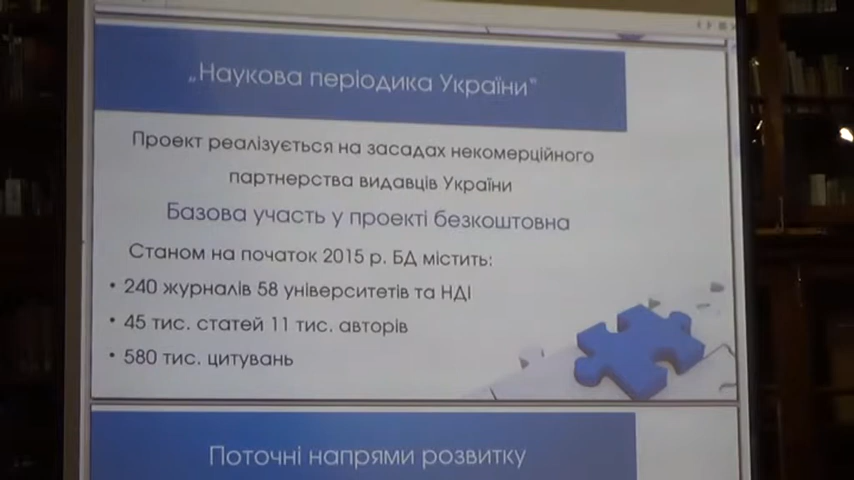 „Наукова періодика України"
Проект реалізується на засадах некомерційного
партнерства видавців України
Базова участь у проекті безкоштовна
Станом на початок 2015 р. БД містить:
• 240 журналів 58 університетів та НДІ
• 45 тис. статей 11 тис. авторів
• 580 тис. цитувань
Поточні напрями розвитку